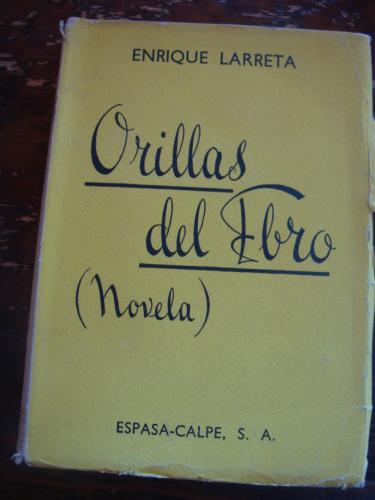 ENRIQUE LARRETA
Orillas
del Ebro
(Novela)
ESPASA-CALPE, S. A.